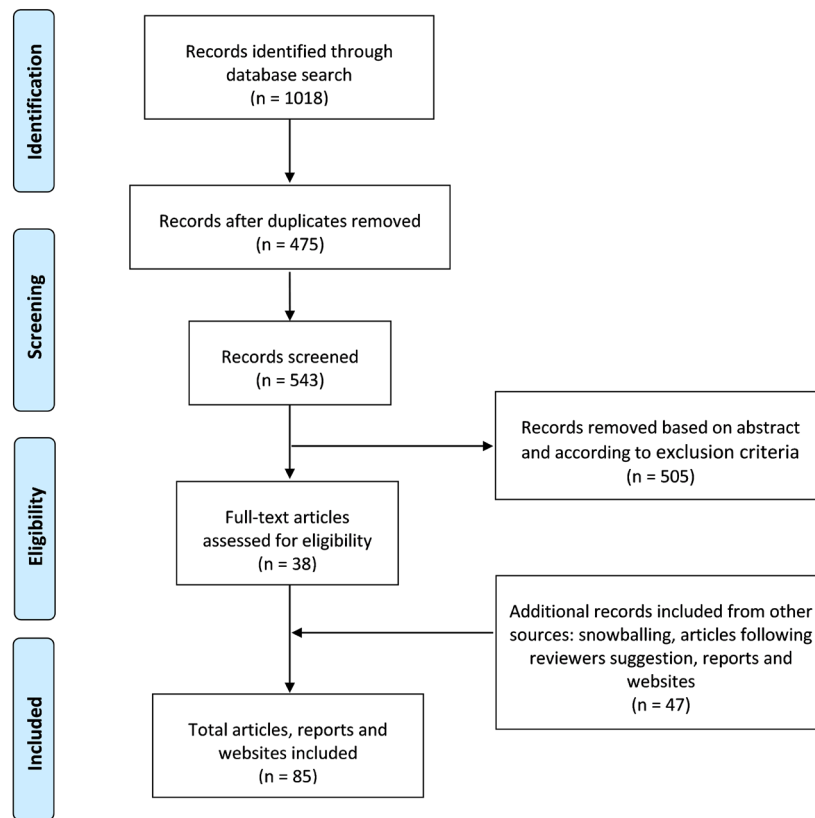 Identification
Records identified through
database search
(n = 1018)
Records after duplicates removed
(n = 475)
Screening
Records screened
(n = 543)
Records removed based on abstract
and according to exclusion criteria
(n = 505)
Eligibility
Full-text articles
assessed for eligibility
(n = 38)
Additional records included from other
sources: snowballing, articles following
reviewers suggestion, reports and
websites
(n = 47)
Included
Total articles, reports and
websites included
(n = 85)